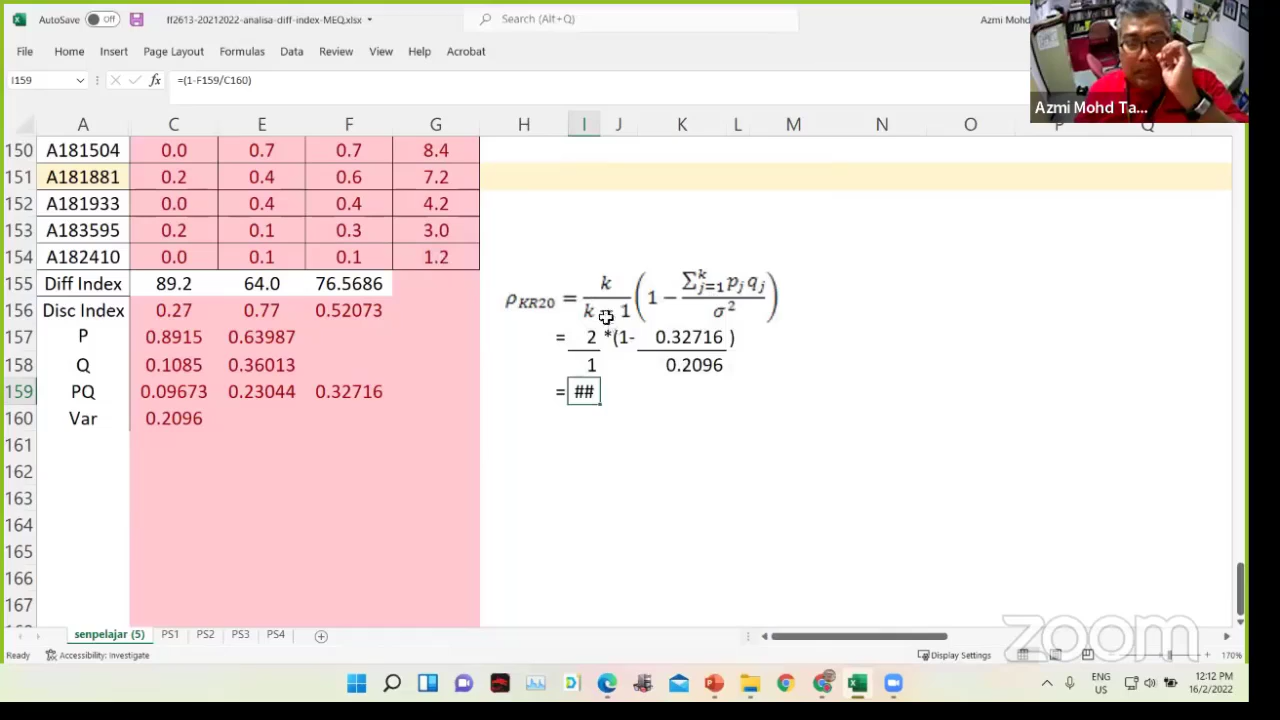 AutoSave Off ff2613-20212022-analisa-diff-index-MEQ.xlsx Search (Alt+Q) Azmi Mohd
File Home Insert Page Layout Formulas Data Review View Help Acrobat
I159 fx =(1-F159/C160)
Azmi Mohd Ta...
A C E F G H I J K L M N O P Q
150 A181504 0.0 0.7 0.7 8.4
151 A181881 0.2 0.4 0.6 7.2
152 A181933 0.0 0.4 0.4 4.2
153 A183595 0.2 0.1 0.3 3.0
154 A182410 0.0 0.1 0.1 1.2
155 Diff Index 89.2 64.0 76.5686
156 Disc Index 0.27 0.77 0.52073
157 P 0.8915 0.63987
158 Q 0.1085 0.36013
159 PQ 0.09673 0.23044 0.32716
160 Var 0.2096
161
162
163
164
165
166
167
ρKR20 = k / k - 1 (1 − ∑j=1k pj qj / σ2)
= 2 *(1- 0.32716 )
1 0.2096
= ##
senpelajar (5) PS1 PS2 PS3 PS4
Ready Accessibility: Investigate Display Settings 170%
zoom
ENG
US
12:12 PM
16/2/2022